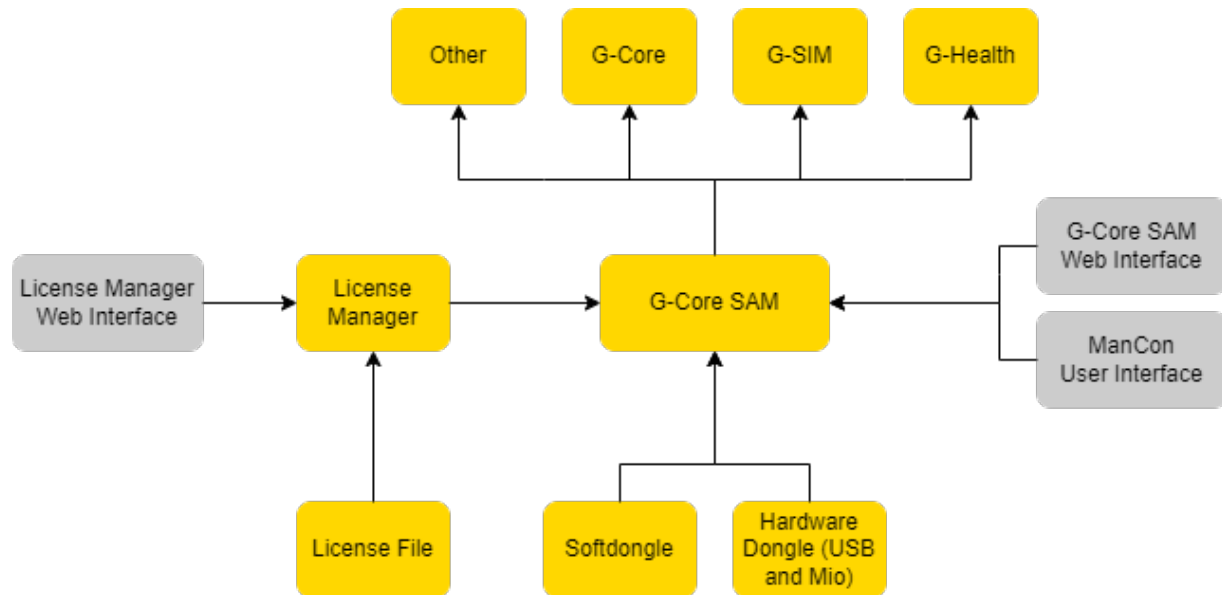 Other
G-Core
G-SIM
G-Health
G-Core SAM
Web Interface
License Manager
Web Interface
License
Manager
G-Core SAM
ManCon
User Interface
License File
Softdongle
Hardware
Dongle (USB
and Mio)